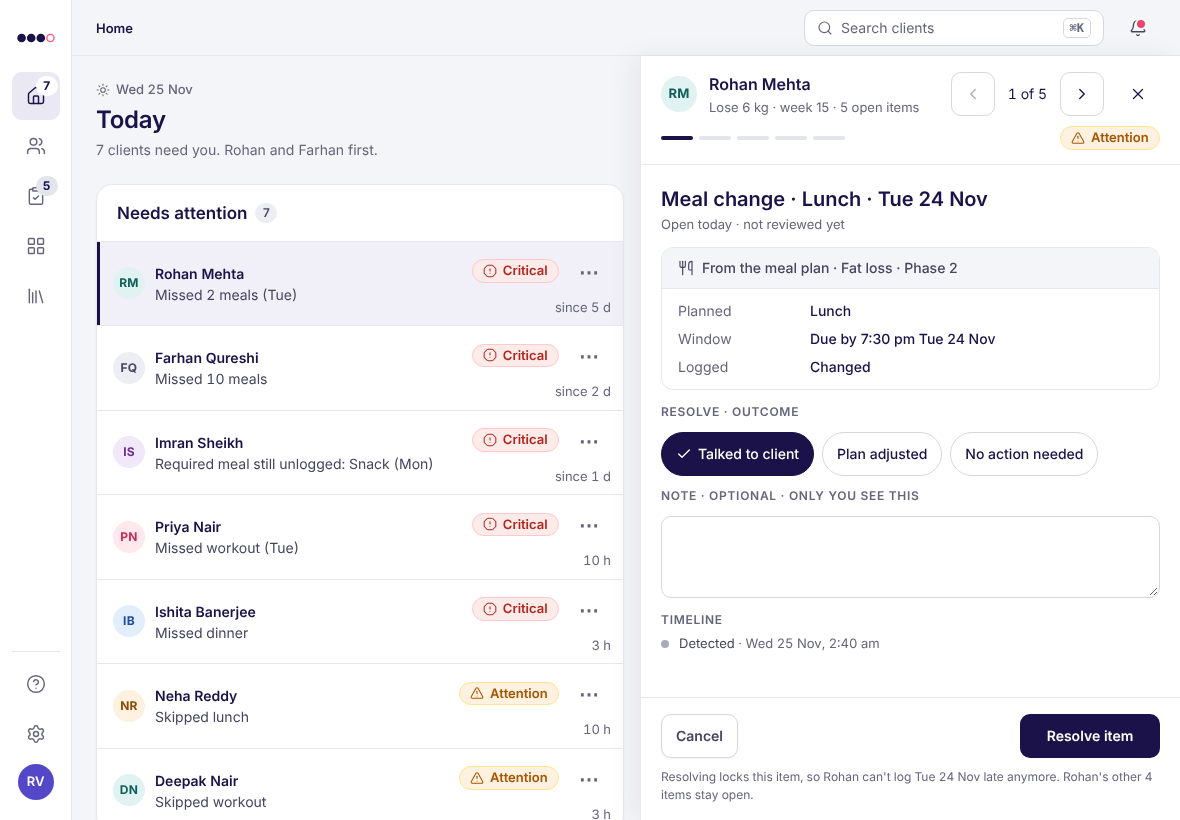 Home
Search clients
⌘K
7
5
RV
Wed 25 Nov
Today
7 clients need you. Rohan and Farhan first.
Needs attention 7
RM
Rohan Mehta
Missed 2 meals (Tue)
Critical
since 5 d
FQ
Farhan Qureshi
Missed 10 meals
Critical
since 2 d
IS
Imran Sheikh
Required meal still unlogged: Snack (Mon)
Critical
since 1 d
PN
Priya Nair
Missed workout (Tue)
Critical
10 h
IB
Ishita Banerjee
Missed dinner
Critical
3 h
NR
Neha Reddy
Skipped lunch
Attention
10 h
DN
Deepak Nair
Skipped workout
Attention
3 h
RM
Rohan Mehta
Lose 6 kg · week 15 · 5 open items
1 of 5
Attention
Meal change · Lunch · Tue 24 Nov
Open today · not reviewed yet
From the meal plan · Fat loss · Phase 2
Planned Lunch
Window Due by 7:30 pm Tue 24 Nov
Logged Changed
RESOLVE · OUTCOME
Talked to client
Plan adjusted
No action needed
NOTE · OPTIONAL · ONLY YOU SEE THIS
TIMELINE
Detected · Wed 25 Nov, 2:40 am
Cancel
Resolve item
Resolving locks this item, so Rohan can't log Tue 24 Nov late anymore. Rohan's other 4
items stay open.